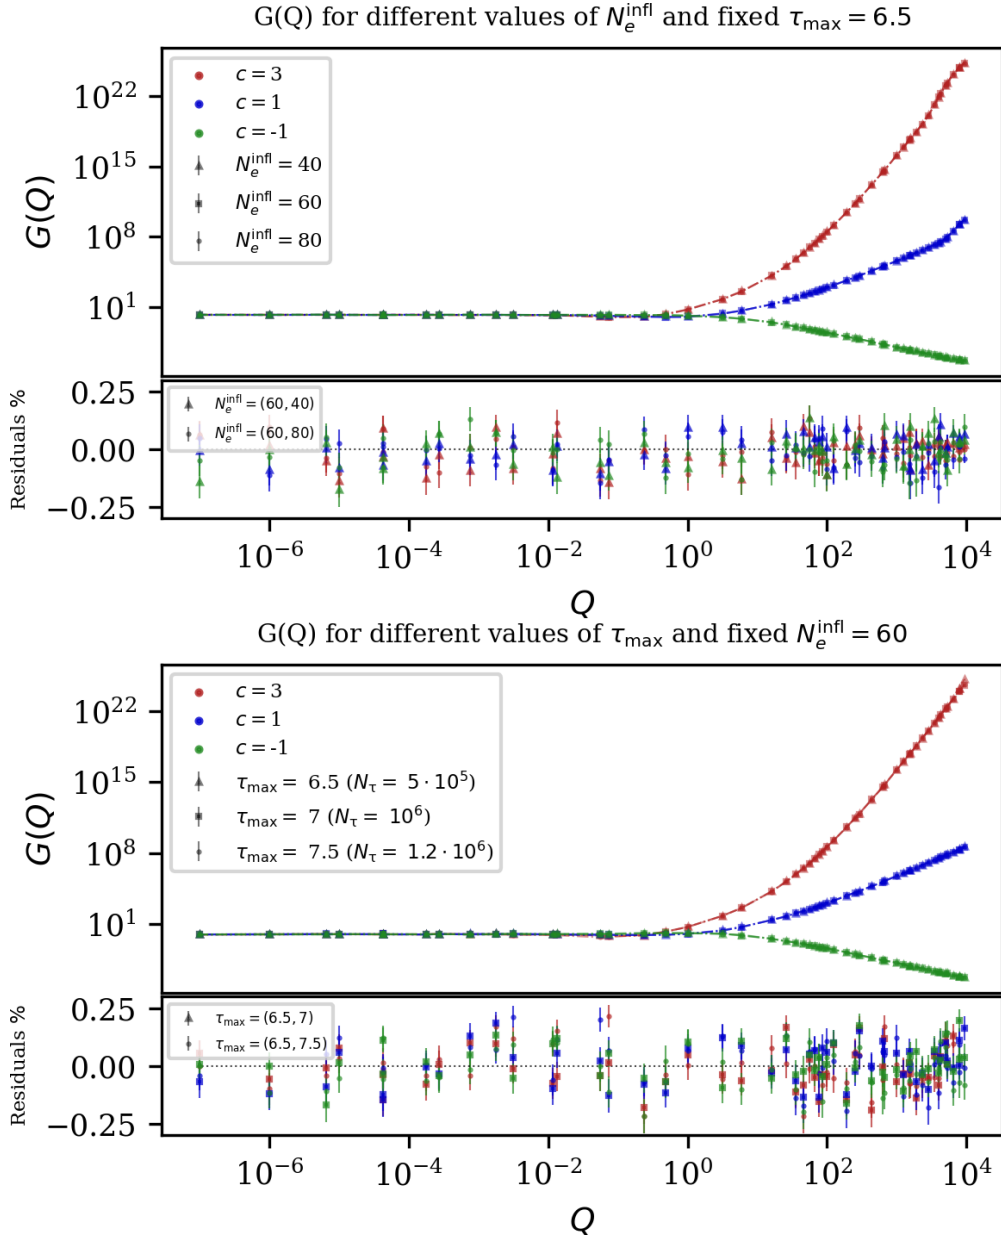 G(Q) for different values of N_e^infl and fixed τ_max = 6.5
G(Q)
10^22
10^15
10^8
10^1
c = 3
c = 1
c = -1
N_e^infl = 40
N_e^infl = 60
N_e^infl = 80
Residuals %
0.25
0.00
−0.25
N_e^infl = (60, 40)
N_e^infl = (60, 80)
10^−6 10^−4 10^−2 10^0 10^2 10^4
Q
G(Q) for different values of τ_max and fixed N_e^infl = 60
G(Q)
10^22
10^15
10^8
10^1
c = 3
c = 1
c = -1
τ_max = 6.5 (N_τ = 5 · 10^5)
τ_max = 7 (N_τ = 10^6)
τ_max = 7.5 (N_τ = 1.2 · 10^6)
Residuals %
0.25
0.00
−0.25
τ_max = (6.5, 7)
τ_max = (6.5, 7.5)
10^−6 10^−4 10^−2 10^0 10^2 10^4
Q